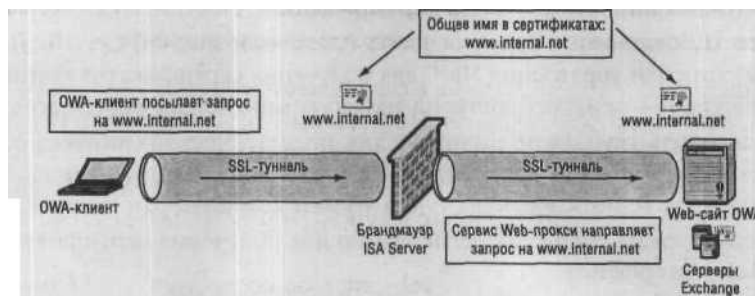 Общее имя в сертификатах:
www.internal.net
OWA-клиент посылает запрос
на www.internal.net
www.internal.net
www.internal.net
SSL-туннель
SSL-туннель
OWA-клиент
Брандмауэр
ISA Server
Сервис Web-прокси направляет
запрос на www.internal.net
Web-сайт OWA
Серверы
Exchange